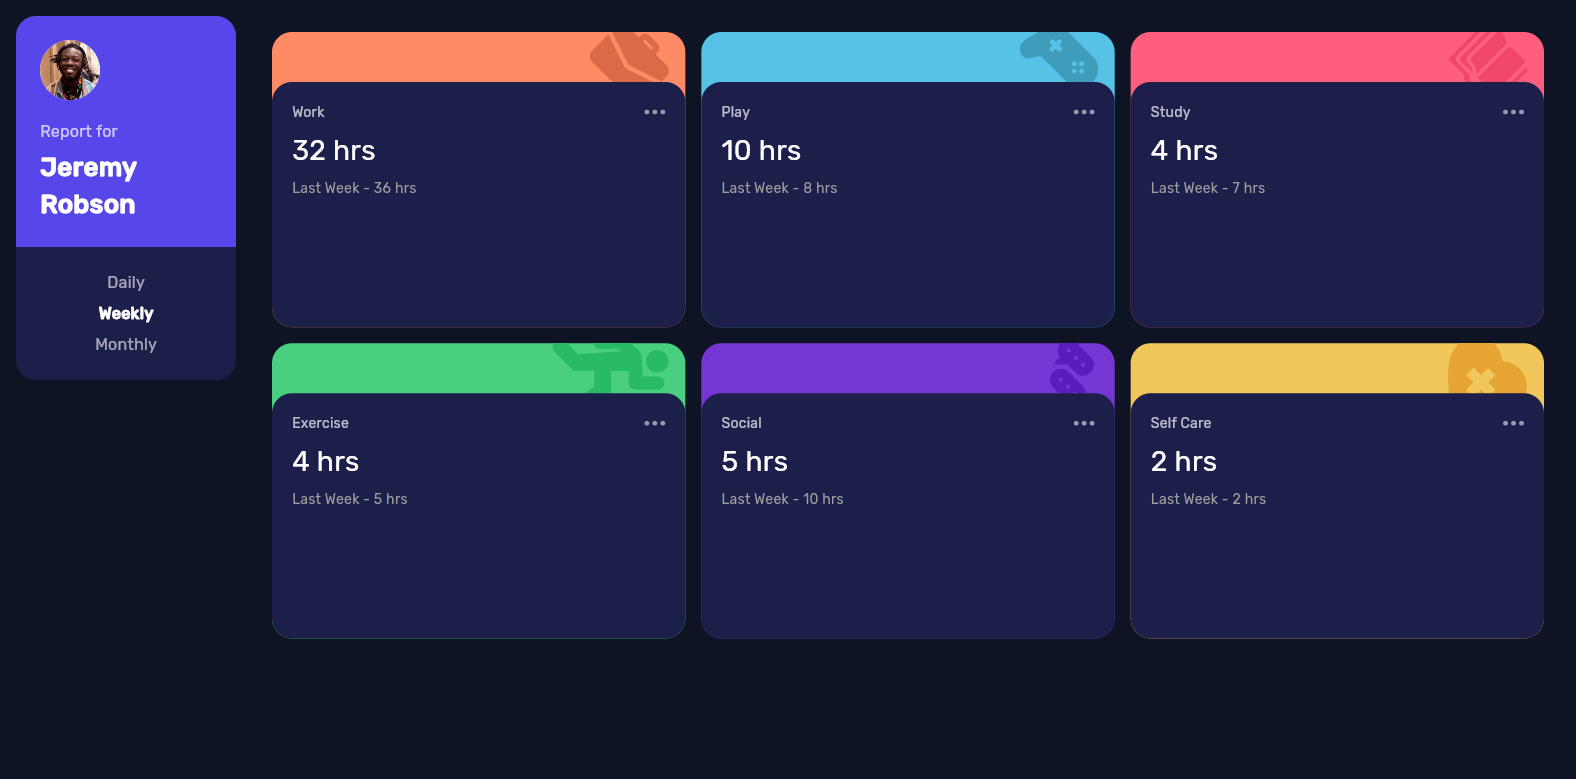 Report for
Jeremy
Robson
Daily
Weekly
Monthly
Work
32 hrs
Last Week - 36 hrs
Play
10 hrs
Last Week - 8 hrs
Study
4 hrs
Last Week - 7 hrs
Exercise
4 hrs
Last Week - 5 hrs
Social
5 hrs
Last Week - 10 hrs
Self Care
2 hrs
Last Week - 2 hrs